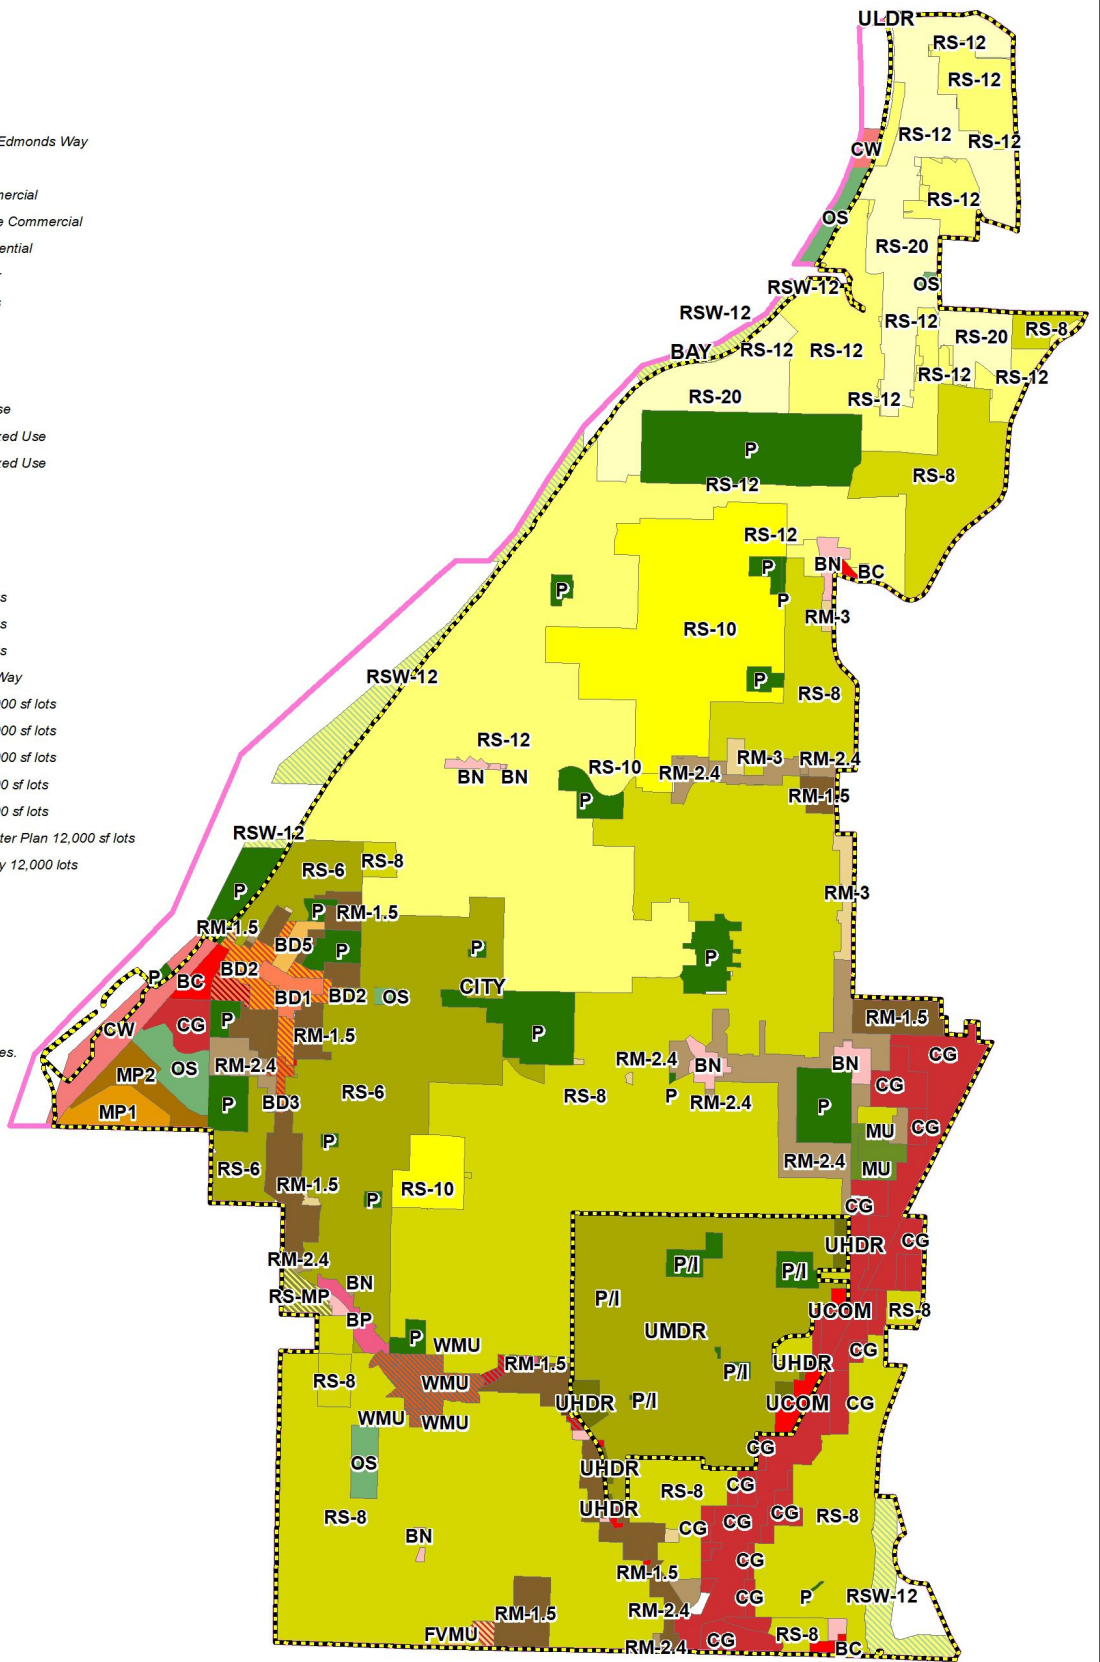 ULDR
RS-12
RS-12
Edmonds Way
RS-12
RS-12
CW
mercial
RS-12
e Commercial
OS
ential
RS-20
OS
RSW-12
RSW-12
RS-12
RS-20
RS-8
BAY
RS-12
RS-12
RS-12
RS-12
RS-20
RS-12
se
xed Use
P
xed Use
RS-8
RS-12
RS-12
BN
BC
P
P
s
P
RM-3
s
RS-10
s
Way
RSW-12
P
000 sf lots
RS-8
000 sf lots
RS-12
000 sf lots
RM-3
RM-2.4
RS-10
RM-2.4
BN
BN
00 sf lots
RM-1.5
P
00 sf lots
RSW-12
ter Plan 12,000 sf lots
RS-8
y 12,000 lots
RS-6
P
RM-3
P
RM-1.5
RM-1.5
BD5
P
P
P
BD2
P
BC
CITY
BD1
BD2
OS
RM-1.5
P
CG
CW
P
RM-1.5
CG
RM-2.4
BN
BN
RM-2.4
OS
MP2
CG
RS-6
RS-8
P
RM-2.4
P
BD3
P
MP1
CG
MU
P
RM-2.4
RS-6
MU
RM-1.5
RS-10
P
CG
CG
UHDR
RM-2.4
P/I
P/I
BN
RS-MP
P/I
UCOM
RS-8
BP
UMDR
P
WMU
CG
RM-1.5
UHDR
P/I
RS-8
WMU
P/I
UHDR
UCOM
CG
WMU
WMU
CG
OS
UHDR
CG
RS-8
UHDR
CG
RS-8
RS-8
CG
CG
BN
CG
RM-1.5
P
CG
RSW-12
RM-2.4
RM-1.5
FVMU
RS-8
CG
RM-2.4
BC
es.